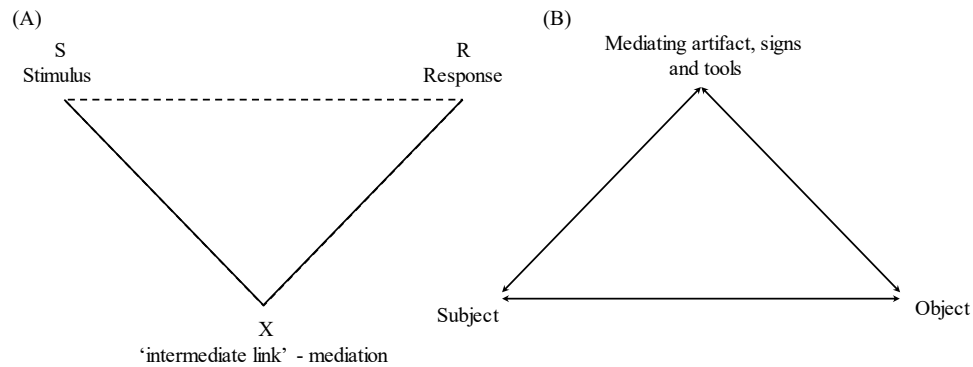 (A)
S
Stimulus
R
Response
X
‘intermediate link’ - mediation
(B)
Mediating artifact, signs
and tools
Subject
Object